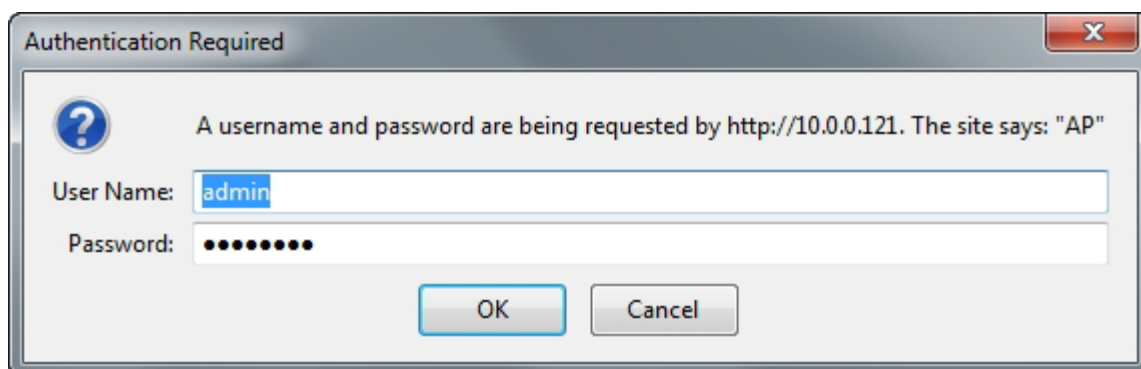 Authentication Required
A username and password are being requested by http://10.0.0.121. The site says: "AP"
User Name: admin
Password: ●●●●●●●●
OK Cancel